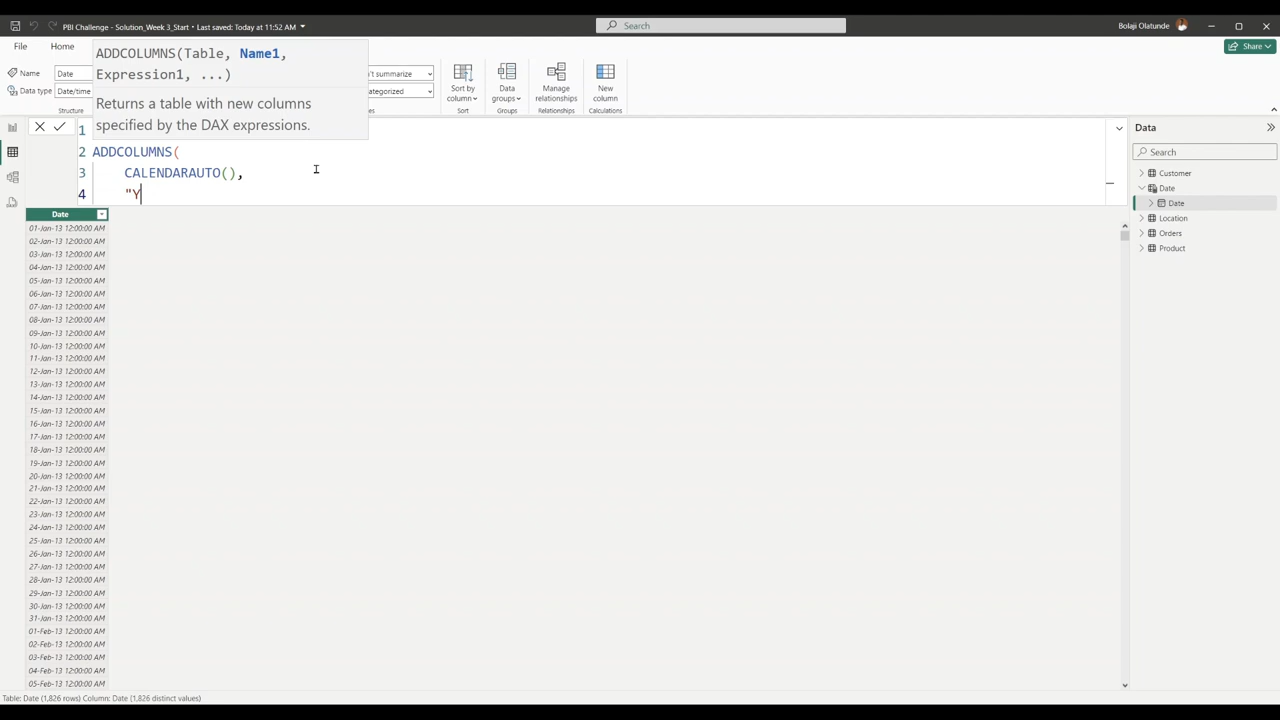 PBI Challenge - Solution_Week 3_Start • Last saved: Today at 11:52 AM
Search
Bolaji Olatunde
File
Home
Share
ADDCOLUMNS(Table, Name1,
Expression1, ...)
Returns a table with new columns
specified by the DAX expressions.
Name
Date
Data type
Date/time
Structure
n't summarize
ategorized
es
Sort by
column
Sort
Data
groups
Groups
Manage
relationships
Relationships
New
column
Calculations
1
2 ADDCOLUMNS(
3 CALENDARAUTO(),
4 "Y
Data
Search
Customer
Date
Date
Location
Orders
Product
Date
01-Jan-13 12:00:00 AM
02-Jan-13 12:00:00 AM
03-Jan-13 12:00:00 AM
04-Jan-13 12:00:00 AM
05-Jan-13 12:00:00 AM
06-Jan-13 12:00:00 AM
07-Jan-13 12:00:00 AM
08-Jan-13 12:00:00 AM
09-Jan-13 12:00:00 AM
10-Jan-13 12:00:00 AM
11-Jan-13 12:00:00 AM
12-Jan-13 12:00:00 AM
13-Jan-13 12:00:00 AM
14-Jan-13 12:00:00 AM
15-Jan-13 12:00:00 AM
16-Jan-13 12:00:00 AM
17-Jan-13 12:00:00 AM
18-Jan-13 12:00:00 AM
19-Jan-13 12:00:00 AM
20-Jan-13 12:00:00 AM
21-Jan-13 12:00:00 AM
22-Jan-13 12:00:00 AM
23-Jan-13 12:00:00 AM
24-Jan-13 12:00:00 AM
25-Jan-13 12:00:00 AM
26-Jan-13 12:00:00 AM
27-Jan-13 12:00:00 AM
28-Jan-13 12:00:00 AM
29-Jan-13 12:00:00 AM
30-Jan-13 12:00:00 AM
31-Jan-13 12:00:00 AM
01-Feb-13 12:00:00 AM
02-Feb-13 12:00:00 AM
03-Feb-13 12:00:00 AM
04-Feb-13 12:00:00 AM
05-Feb-13 12:00:00 AM
Table: Date (1,826 rows) Column: Date (1,826 distinct values)